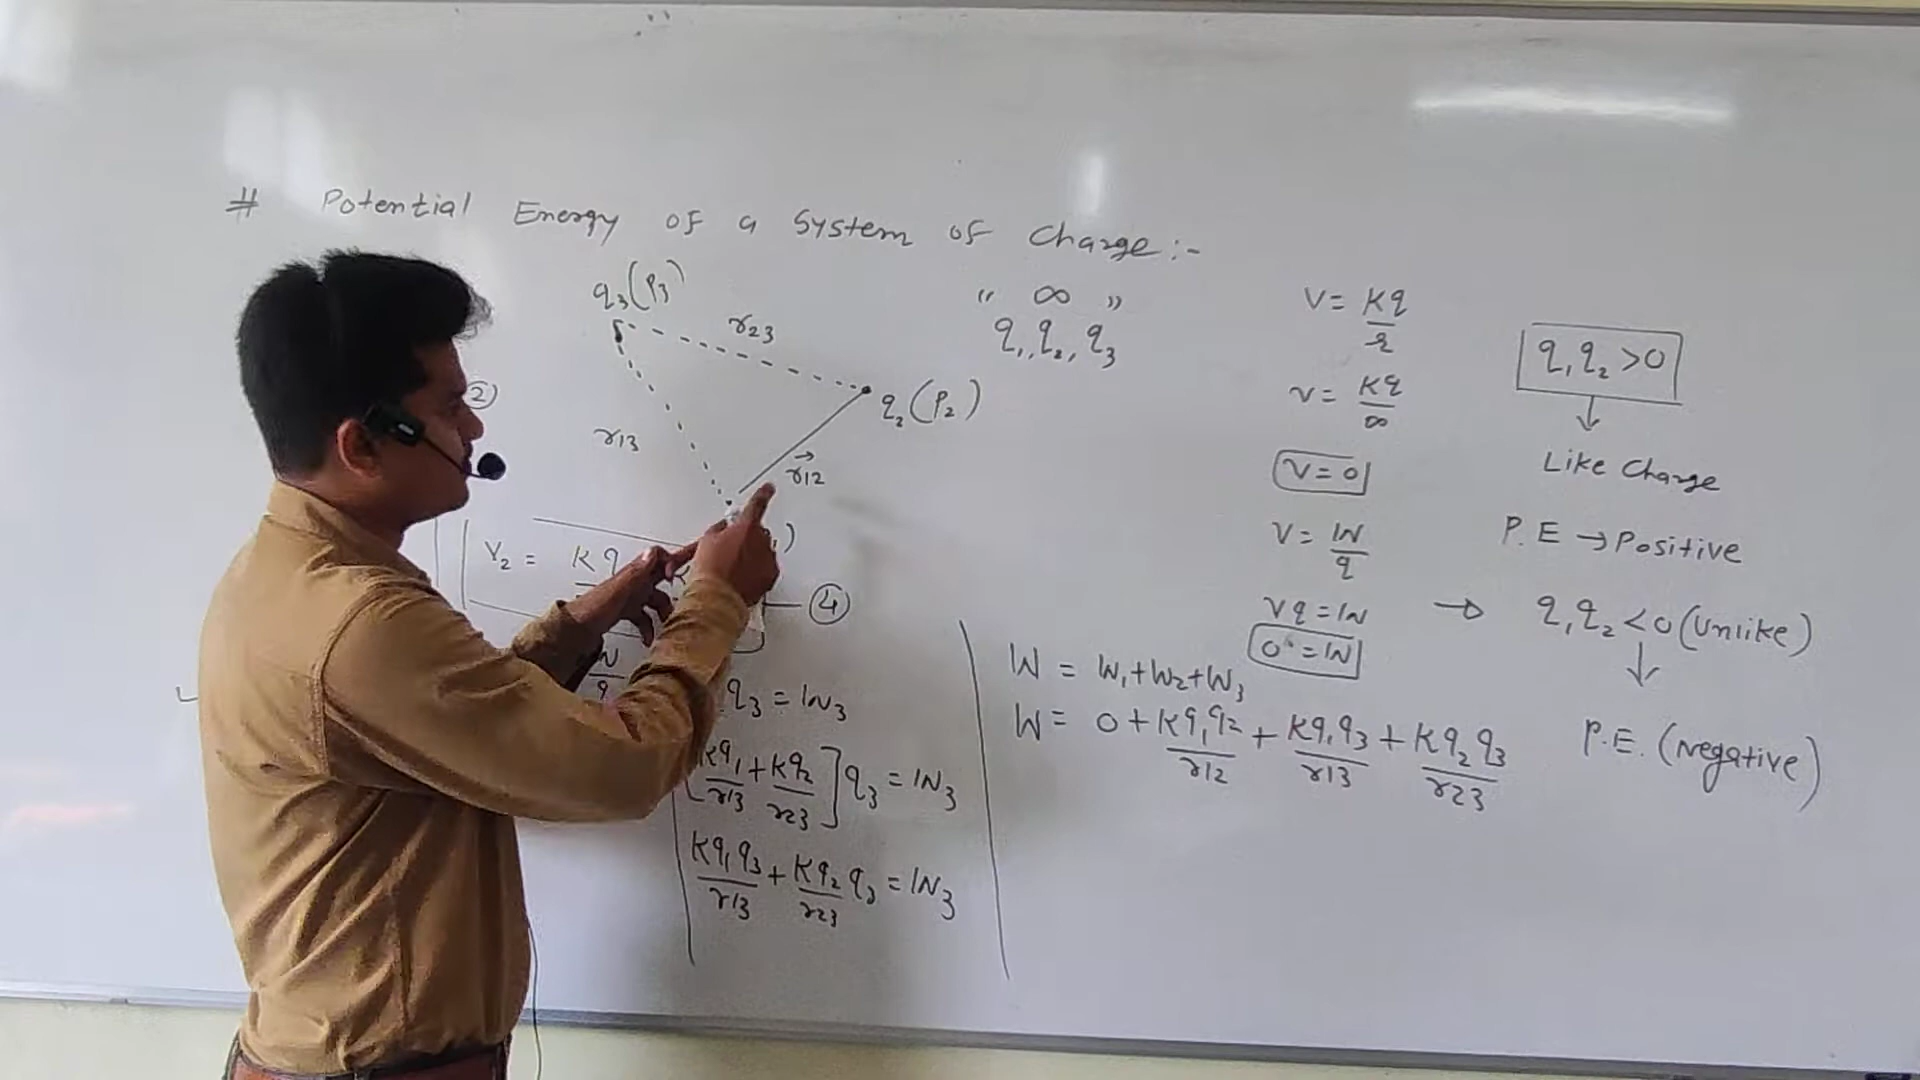 # Potential Energy of a System of Charge:-
q₃(P₃)
r₂₃
q₂(P₂)
r₁₃
r₁₂
②
V₂ = Kq
④
q₃ = W₃
Kq₁/r₁₃ + Kq₂/r₂₃ ] q₃ = W₃
Kq₁q₃/r₁₃ + Kq₂q₃/r₂₃ = W₃
" ∞ "
q₁, q₂, q₃
V = Kq/r
V = Kq/∞
V = 0
V = W/q
Vq = W
0 = W
W = W₁+W₂+W₃
W = 0 + Kq₁q₂/r₁₂ + Kq₁q₃/r₁₃ + Kq₂q₃/r₂₃
q₁q₂ >0
↓
Like Charge
P.E → Positive
→ q₁q₂ <0 (Unlike)
↓
P.E. (Negative)